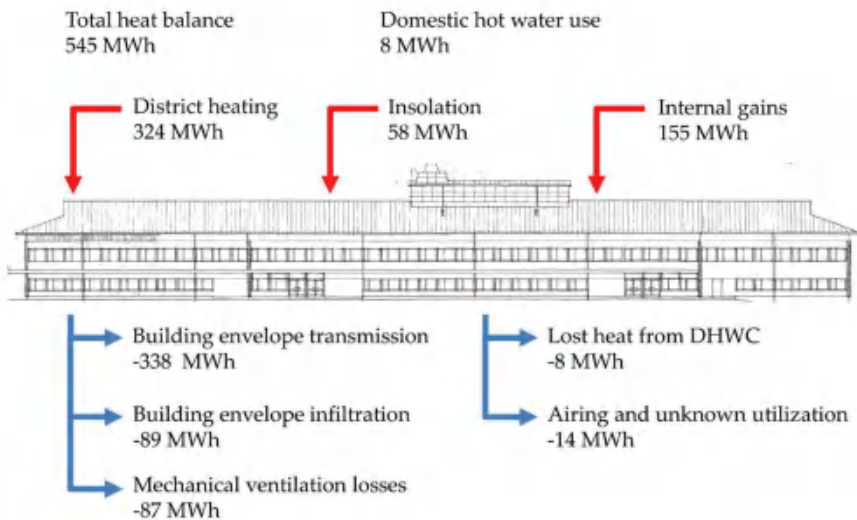 Total heat balance
545 MWh
Domestic hot water use
8 MWh
District heating
324 MWh
Insolation
58 MWh
Internal gains
155 MWh
Building envelope transmission
-338 MWh
Lost heat from DHWC
-8 MWh
Building envelope infiltration
-89 MWh
Airing and unknown utilization
-14 MWh
Mechanical ventilation losses
-87 MWh